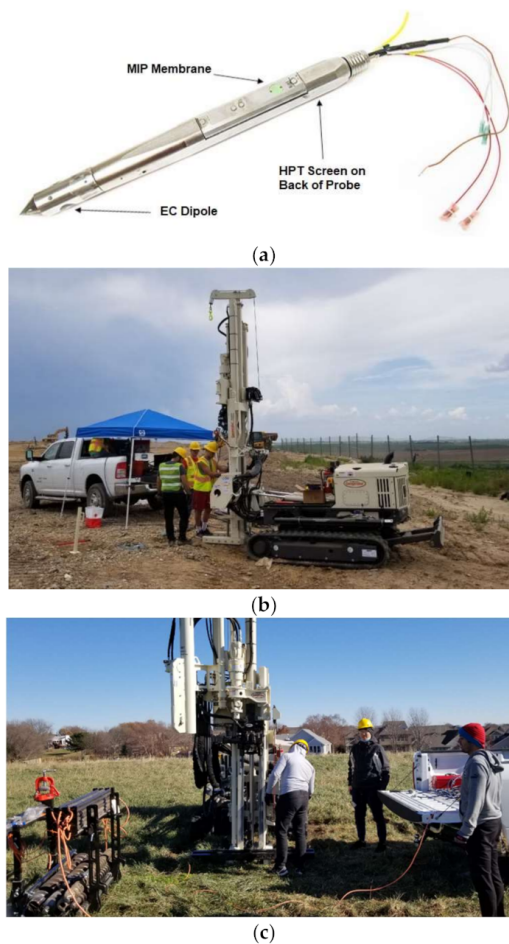 MIP Membrane
HPT Screen on
Back of Probe
EC Dipole
(a)
(b)
(c)